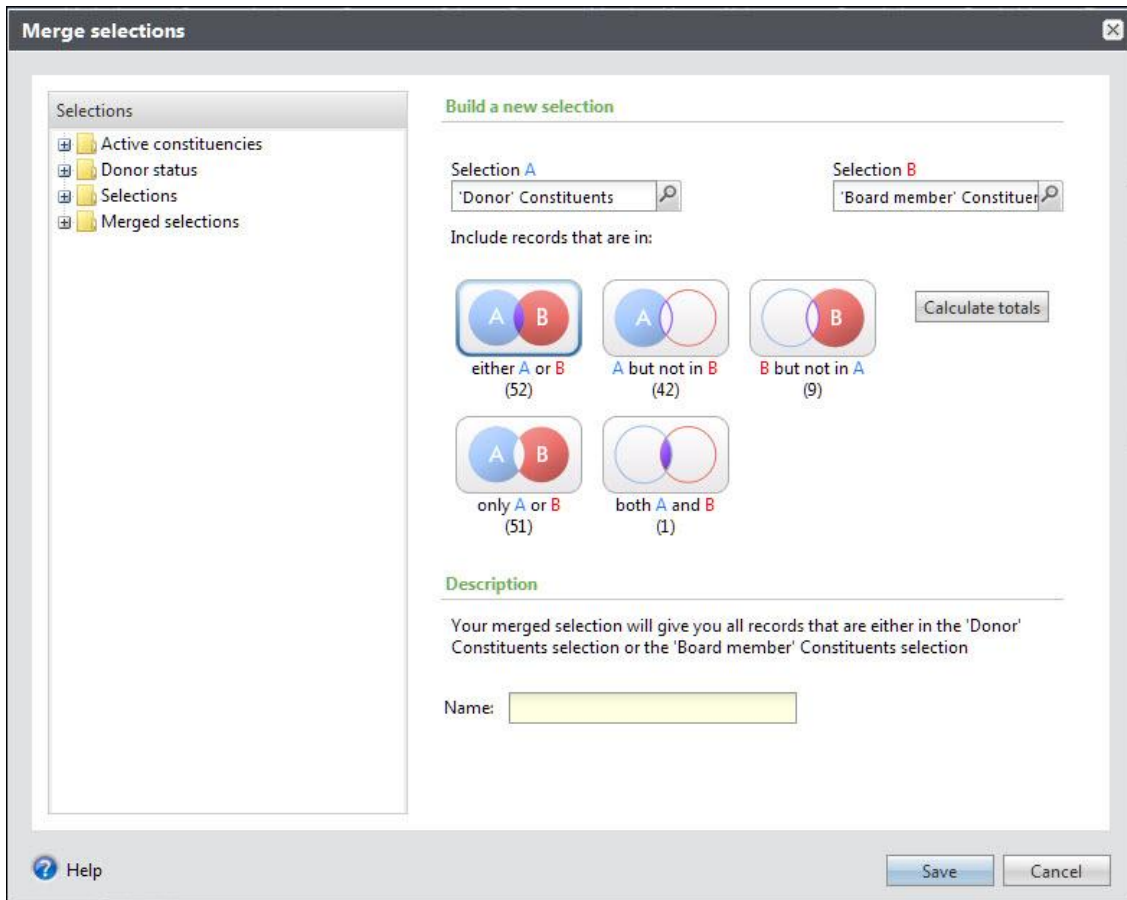 Merge selections
Selections
Active constituencies
Donor status
Selections
Merged selections
Build a new selection
Selection A
Selection B
'Donor' Constituents
'Board member' Constituer
Include records that are in:
A B
A
B
Calculate totals
either A or B
(52)
A but not in B
(42)
B but not in A
(9)
A B
only A or B
(51)
both A and B
(1)
Description
Your merged selection will give you all records that are either in the 'Donor'
Constituents selection or the 'Board member' Constituents selection
Name:
Help
Save
Cancel